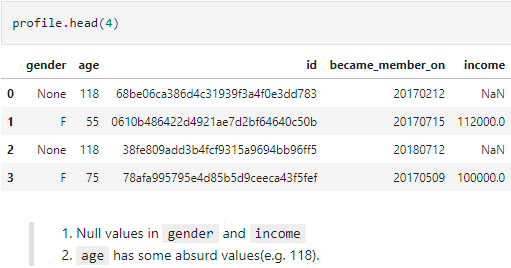 profile.head(4)
gender age id became_member_on income
0 None 118 68be06ca386d4c31939f3a4f0e3dd783 20170212 NaN
1 F 55 0610b486422d4921ae7d2bf64640c50b 20170715 112000.0
2 None 118 38fe809add3b4fcf9315a9694bb96ff5 20180712 NaN
3 F 75 78afa995795e4d85b5d9ceeca43f5fef 20170509 100000.0
1. Null values in gender and income
2. age has some absurd values(e.g. 118).